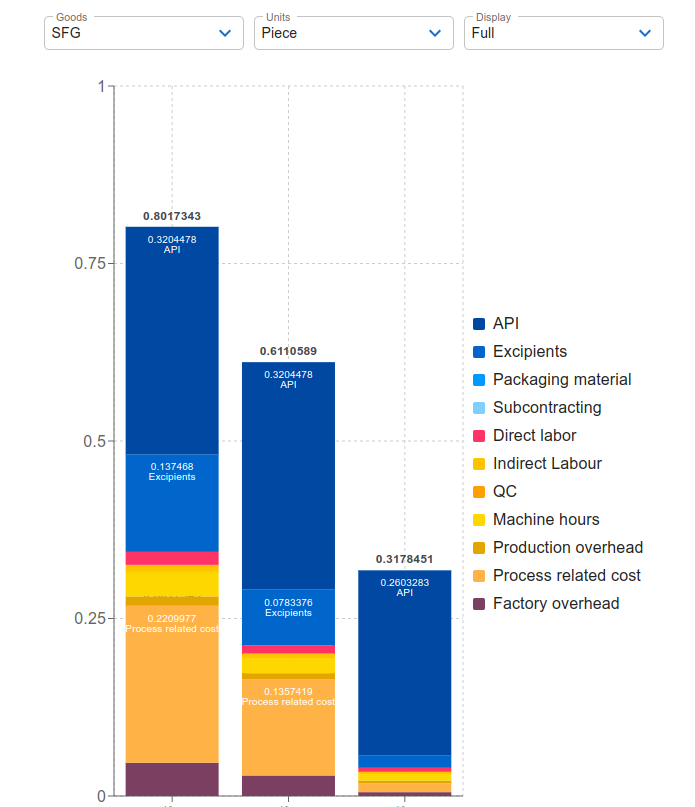 Goods
Units
Display
SFG
Piece
Full
1
0.8017343
0.3204478
API
0.75
0.6110589
0.3204478
API
0.5
0.137468
Excipients
0.3178451
0.2603283
API
0.0783376
Excipients
0.25
0.2209977
Process related cost
0.1357419
Process related cost
0
API
Excipients
Packaging material
Subcontracting
Direct labor
Indirect Labour
QC
Machine hours
Production overhead
Process related cost
Factory overhead